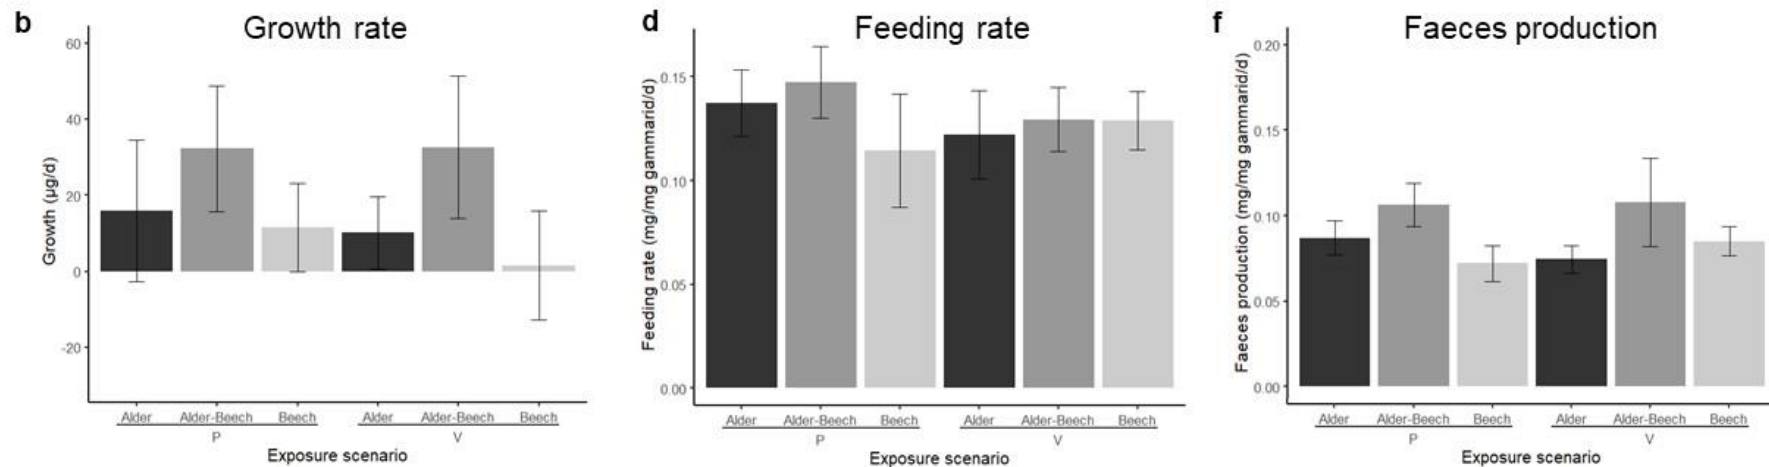 b
Growth rate
Growth (µg/d)
60
40
20
0
-20
Alder Alder-Beech Beech Alder Alder-Beech Beech
P V
Exposure scenario
d
Feeding rate
Feeding rate (mg/mg gammarid/d)
0.15
0.10
0.05
0.00
Alder Alder-Beech Beech Alder Alder-Beech Beech
P V
Exposure scenario
f
Faeces production
Faeces production (mg/mg gammarid/d)
0.20
0.15
0.10
0.05
0.00
Alder Alder-Beech Beech Alder Alder-Beech Beech
P V
Exposure scenario